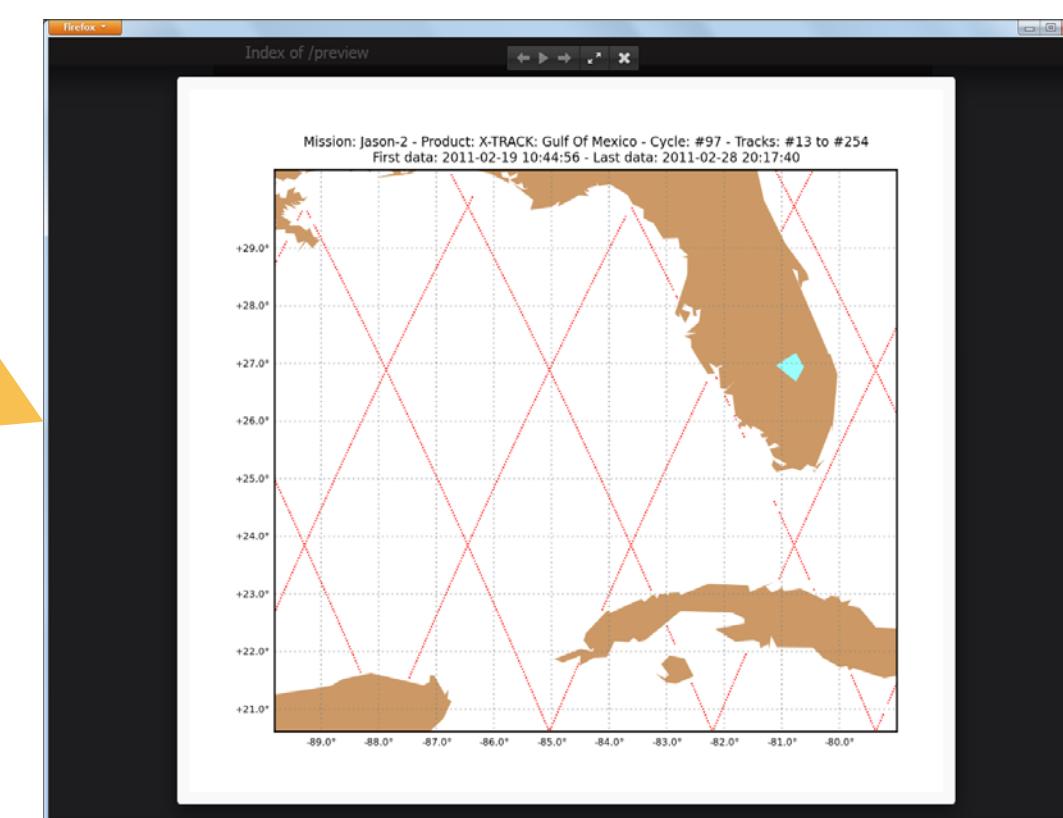 Firefox
Index of /preview
Mission: Jason-2 - Product: X-TRACK: Gulf Of Mexico - Cycle: #97 - Tracks: #13 to #254
First data: 2011-02-19 10:44:56 - Last data: 2011-02-28 20:17:40
+29.0°
+28.0°
+27.0°
+26.0°
+25.0°
+24.0°
+23.0°
+22.0°
+21.0°
-89.0° -88.0° -87.0° -86.0° -85.0° -84.0° -83.0° -82.0° -81.0° -80.0°